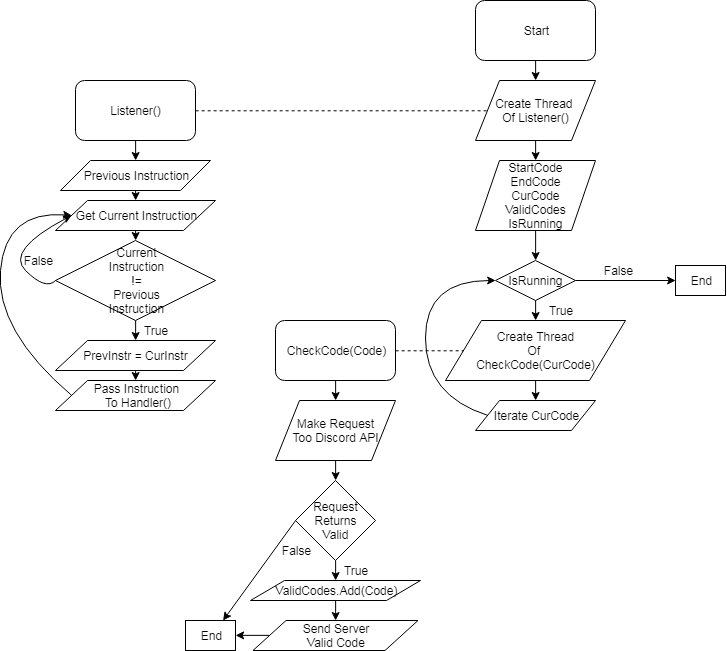 Start
Listener()
Create Thread
Of Listener()
Previous Instruction
StartCode
EndCode
CurCode
ValidCodes
IsRunning
Get Current Instruction
False
Current
Instruction
!=
Previous
Instruction
True
IsRunning
False
End
True
PrevInstr = CurInstr
Pass Instruction
To Handler()
CheckCode(Code)
Create Thread
Of
CheckCode(CurCode)
Iterate CurCode
Make Request
Too Discord API
Request
Returns
Valid
False
True
ValidCodes.Add(Code)
Send Server
Valid Code
End